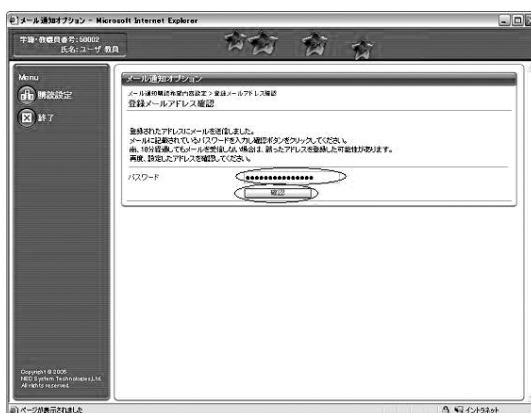 メール通知オプション - Microsoft Internet Explorer
学籍・教職員番号:50002
氏名:ユーザ 教員
Menu
購読設定
終了
メール通知オプション
メール通知購読希望内容設定 > 登録メールアドレス確認
登録メールアドレス確認
登録されたアドレスにメールを送信しました。
メールに記載されているパスワードを入力し確認ボタンをクリックしてください。
尚、10分経過してもメールを受信しない場合は、誤ったアドレスを登録した可能性があります。
再度、設定したアドレスを確認してください。
パスワード
確認
Copyright © 2005
NEC System Technologies,Ltd.
All rights reserved.
ページが表示されました
イントラネット